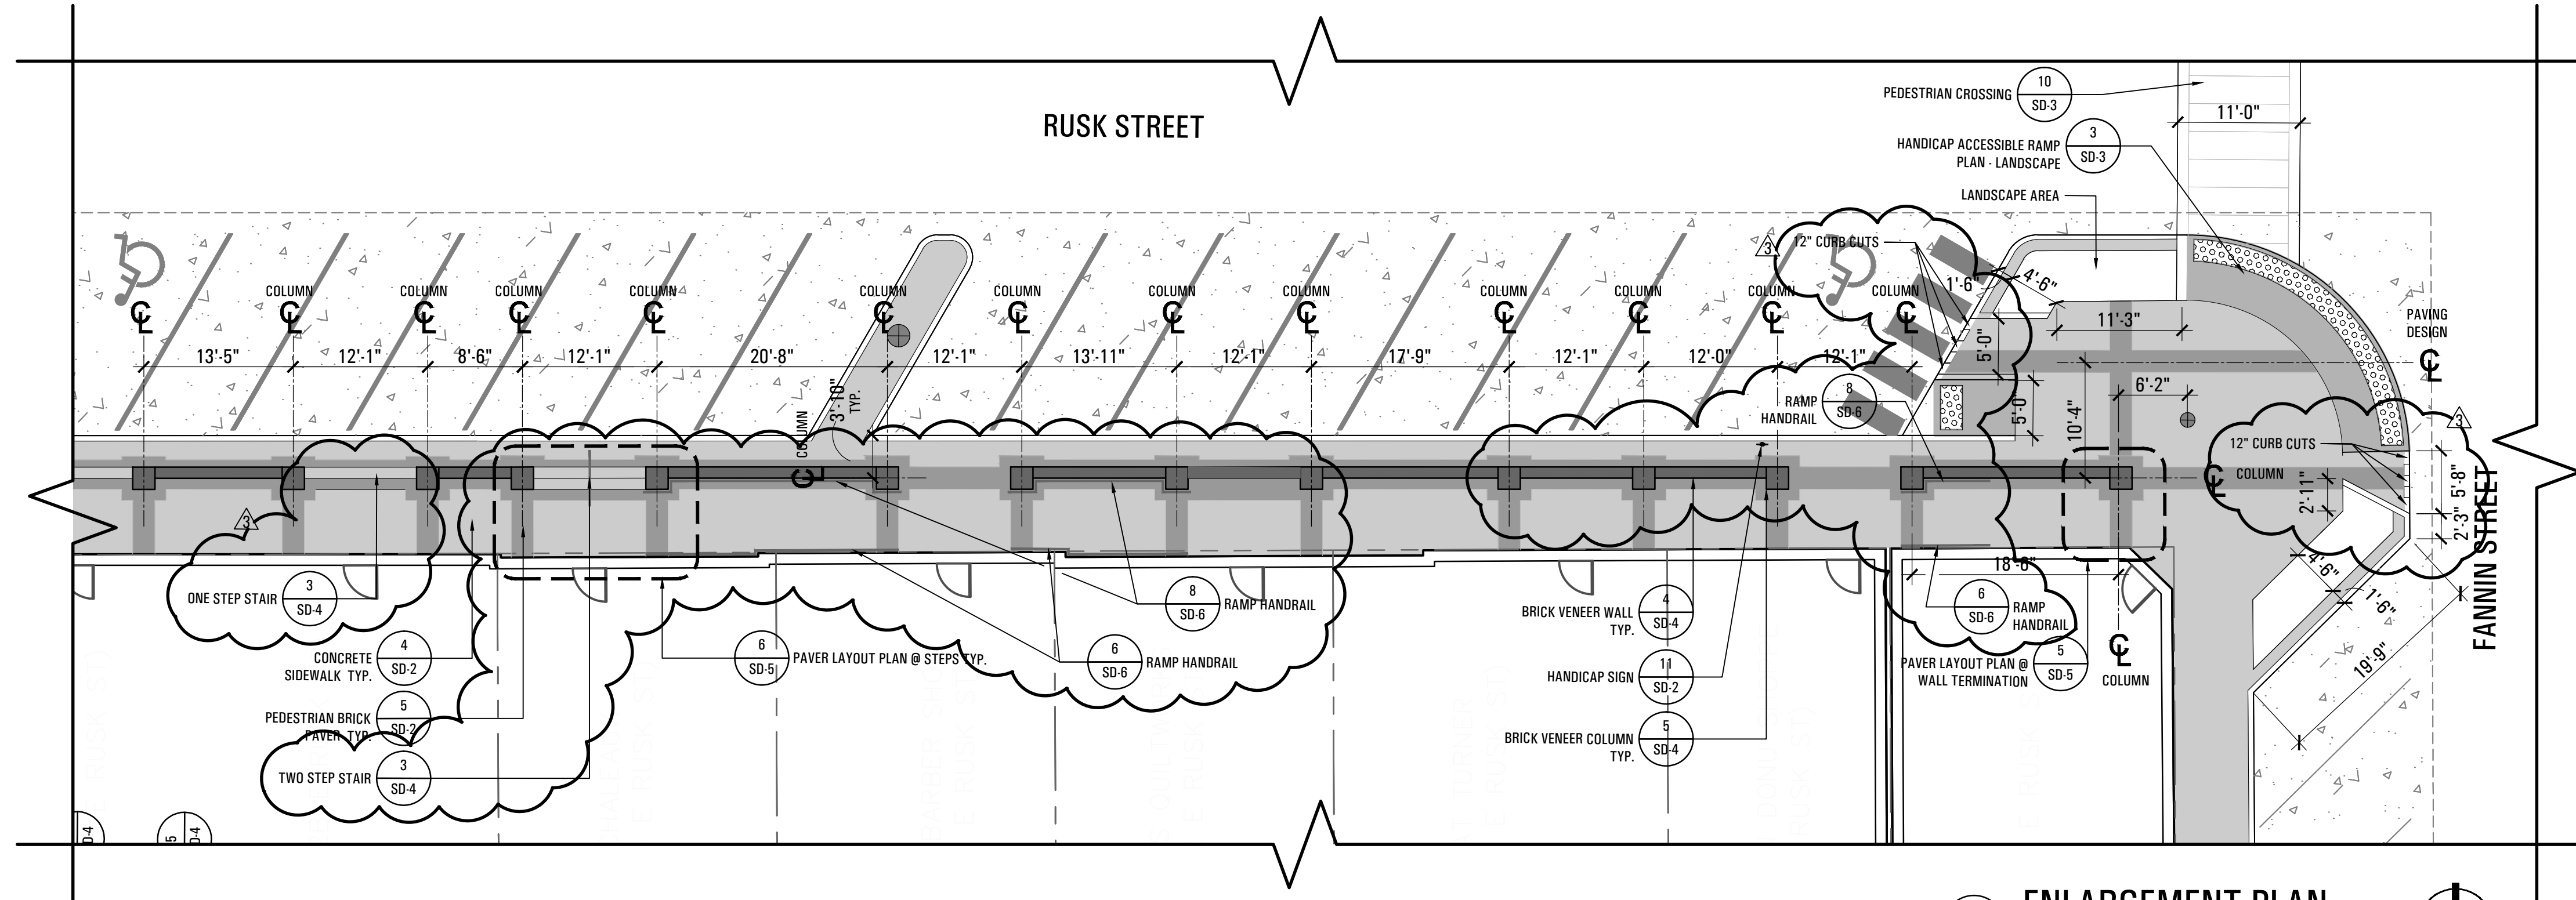 RUSK STREET
PEDESTRIAN CROSSING
10
SD-3
11'-0"
HANDICAP ACCESSIBLE RAMP
PLAN - LANDSCAPE
3
SD-3
LANDSCAPE AREA
3
12" CURB CUTS
1'-6"
4'-6"
COLUMN
COLUMN
COLUMN
COLUMN
COLUMN
COLUMN
COLUMN
COLUMN
COLUMN
COLUMN
COLUMN
COLUMN
PAVING
DESIGN
11'-3"
5'-0"
13'-5"
12'-1"
8'-6"
12'-1"
20'-8"
12'-1"
13'-11"
12'-1"
17'-9"
12'-1"
12'-0"
12'-1"
3'-10"
TYP.
COLUMN
RAMP
HANDRAIL
8
SD-6
5'-0"
10'-4"
6'-2"
3
12" CURB CUTS
COLUMN
2'-11"
5'-8"
2'-3"
FANNIN STREET
3
ONE STEP STAIR
3
SD-4
CONCRETE
SIDEWALK TYP.
4
SD-2
PEDESTRIAN BRICK
PAVER TYP.
5
SD-2
TWO STEP STAIR
3
SD-4
6
SD-5
PAVER LAYOUT PLAN @ STEPS TYP.
8
SD-6
RAMP HANDRAIL
6
SD-6
RAMP HANDRAIL
BRICK VENEER WALL
TYP.
4
SD-4
HANDICAP SIGN
11
SD-2
BRICK VENEER COLUMN
TYP.
5
SD-4
18'-6"
6
SD-6
RAMP
HANDRAIL
PAVER LAYOUT PLAN @
WALL TERMINATION
5
SD-5
COLUMN
4'-6"
1'-6"
19'-9"
D-4
5
D-4
ENLARGEMENT PLAN